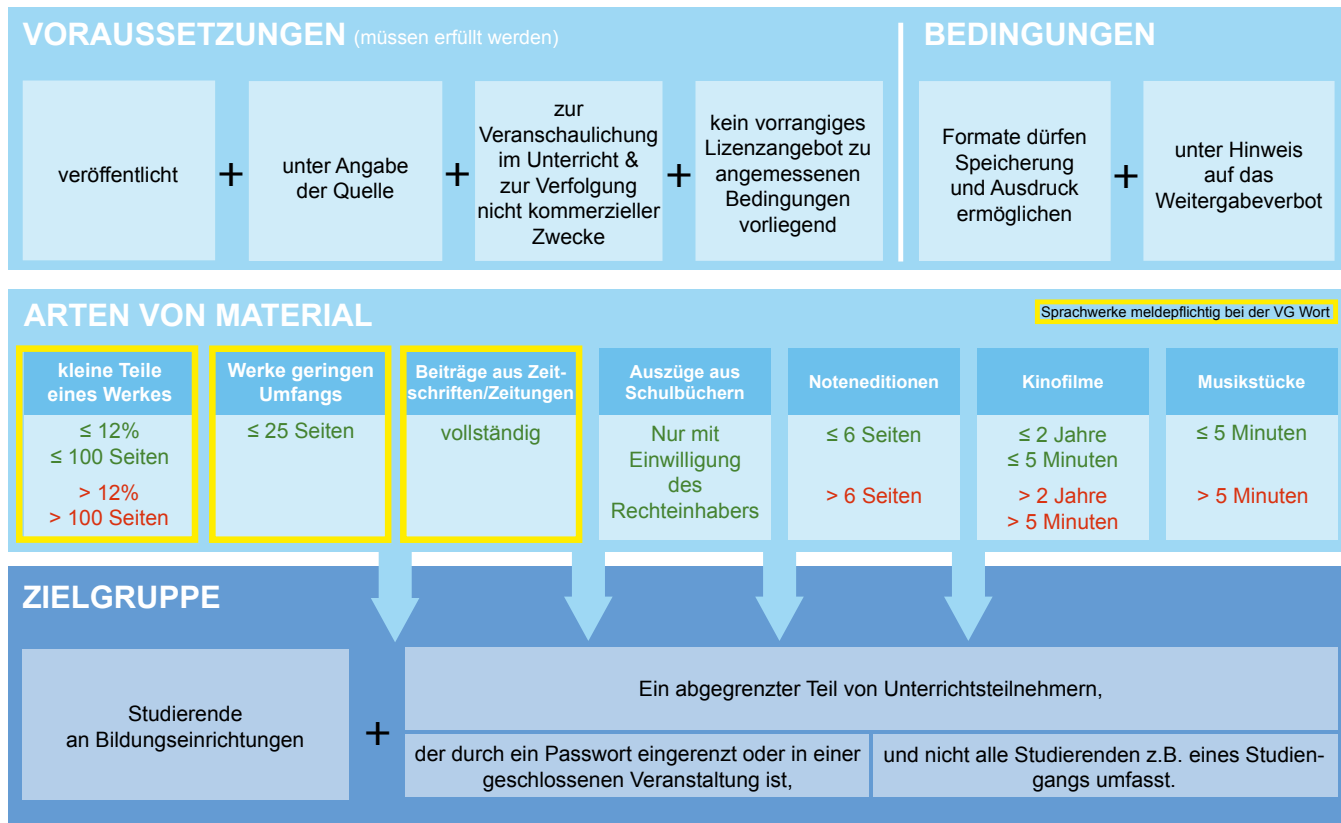 VORAUSSETZUNGEN (müssen erfüllt werden)
veröffentlicht
+
unter Angabe
der Quelle
+
zur
Veranschaulichung
im Unterricht &
zur Verfolgung
nicht kommerzieller
Zwecke
+
kein vorrangiges
Lizenzangebot zu
angemessenen
Bedingungen
vorliegend
BEDINGUNGEN
Formate dürfen
Speicherung
und Ausdruck
ermöglichen
+
unter Hinweis
auf das
Weitergabeverbot
ARTEN VON MATERIAL
Sprachwerke meldepflichtig bei der VG Wort
kleine Teile
eines Werkes
≤ 12%
≤ 100 Seiten
> 12%
> 100 Seiten
Werke geringen
Umfangs
≤ 25 Seiten
Beiträge aus Zeit-
schriften/Zeitungen
vollständig
Auszüge aus
Schulbüchern
Nur mit
Einwilligung
des
Rechteinhabers
Noteneditionen
≤ 6 Seiten
> 6 Seiten
Kinofilme
≤ 2 Jahre
≤ 5 Minuten
> 2 Jahre
> 5 Minuten
Musikstücke
≤ 5 Minuten
> 5 Minuten
ZIELGRUPPE
Studierende
an Bildungseinrichtungen
+
Ein abgegrenzter Teil von Unterrichtsteilnehmern,
der durch ein Passwort eingerenzt oder in einer
geschlossenen Veranstaltung ist,
und nicht alle Studierenden z.B. eines Studien-
gangs umfasst.